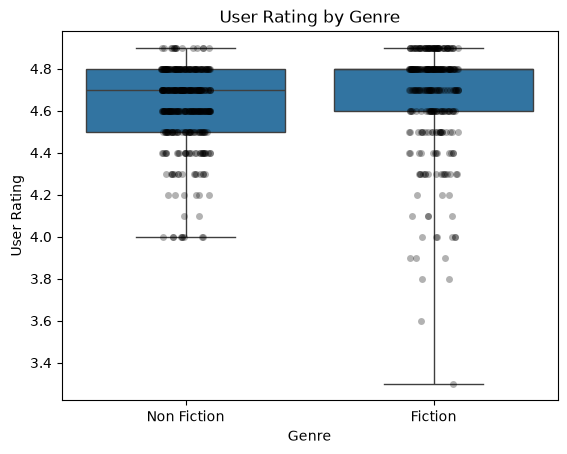 User Rating by Genre
User Rating
4.8
4.6
4.4
4.2
4.0
3.8
3.6
3.4
Non Fiction
Fiction
Genre